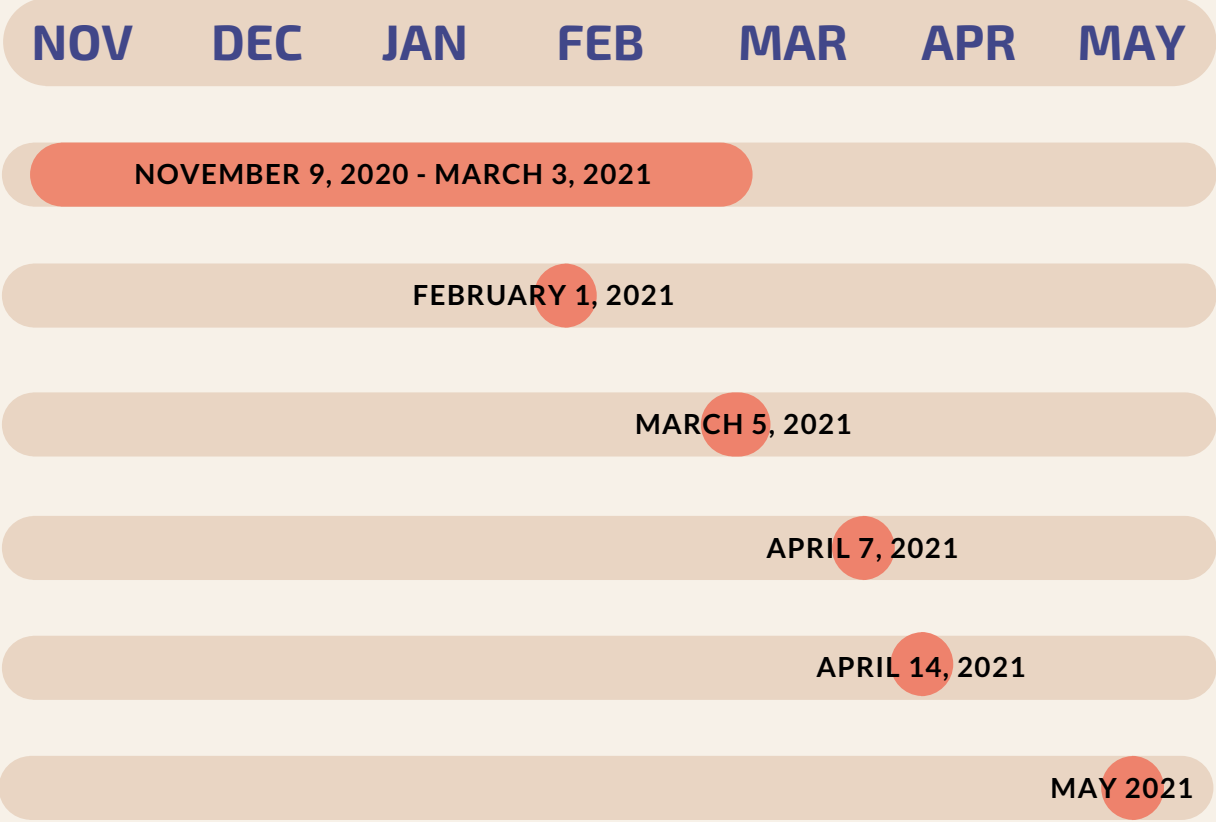 NOV DEC JAN FEB MAR APR MAY
NOVEMBER 9, 2020 - MARCH 3, 2021
FEBRUARY 1, 2021
MARCH 5, 2021
APRIL 7, 2021
APRIL 14, 2021
MAY 2021